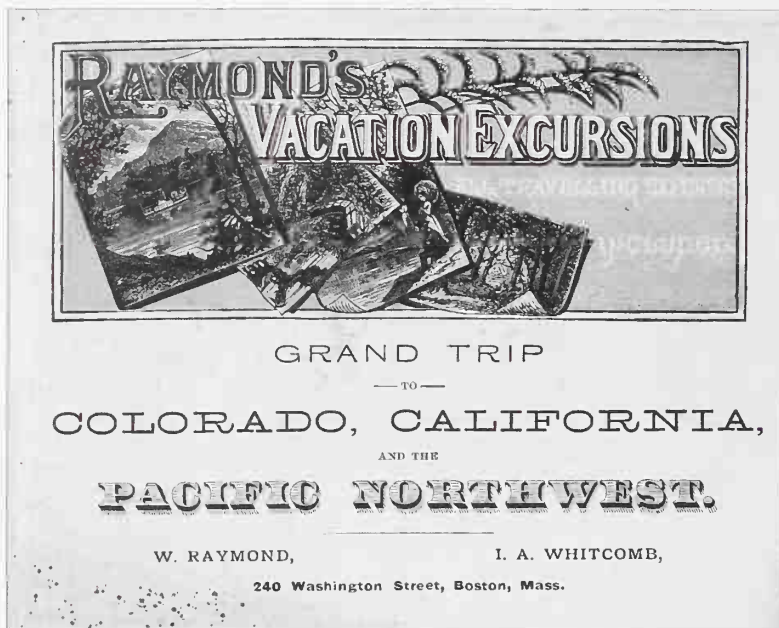 RAYMOND'S
VACATION EXCURSIONS
GRAND TRIP
—TO—
COLORADO, CALIFORNIA,
AND THE
PACIFIC NORTHWEST.
W. RAYMOND, I. A. WHITCOMB,
240 Washington Street, Boston, Mass.